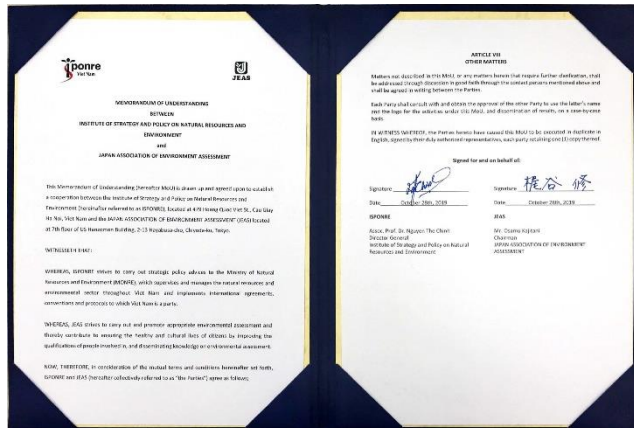 ponre
Viet Nam
JEAS
MEMORANDUM OF UNDERSTANDING
BETWEEN
INSTITUTE OF STRATEGY AND POLICY ON NATURAL RESOURCES AND
ENVIRONMENT
and
JAPAN ASSOCIATION OF ENVIRONMENT ASSESSMENT
This Memorandum of Understanding (hereafter MoU) is drawn up and agreed upon to establish
a cooperation between the Institute of Strategy and Policy on Natural Resources and
Environment (hereinafter referred to as ISPONRE), located at 479 Hoang Quoc Viet St., Cau Giay
Ha Noi, Viet Nam and the JAPAN ASSOCIATION OF ENVIRONMENT ASSESSMENT (JEAS) located
at 7th floor of US Hanzomon Building, 2-13 Hayabusa-cho, Chiyoda-ku, Tokyo.
WITNESSETH THAT:
WHEREAS, ISPONRE strives to carry out strategic policy advices to the Ministry of Natural
Resources and Environment (MONRE), which supervises and manages the natural resources and
environmental sector throughout Viet Nam and implements international agreements,
conventions and protocols to which Viet Nam is a party.
WHEREAS, JEAS strives to carry out and promote appropriate environmental assessment and
thereby contribute to ensuring the healthy and cultural lives of citizens by improving the
qualifications of people involved in, and disseminating knowledge on environmental assessment.
NOW, THEREFORE, in consideration of the mutual terms and conditions hereinafter set forth,
ISPONRE and JEAS (hereafter collectively referred to as "the Parties") agree as follows;
ARTICLE VIII
OTHER MATTERS
Matters not described in this MoU, or any matters herein that require further clarification, shall
be addressed through discussion in good faith through the contact persons mentioned above and
shall be agreed in writing between the Parties.
Each Party shall consult with and obtain the approval of the other Party to use the latter's name
and the logo for the activities under this MoU, and dissemination of results, on a case-by-case
basis.
IN WITNESS WHEREOF, the Parties hereto have caused this MoU to be executed in duplicate in
English, signed by their duly authorized representatives, each party retaining one (1) copy thereof.
Signed for and on behalf of:
Signature
Signature 梶谷 修
Date October 28th, 2019
Date October 28th, 2019
ISPONRE
JEAS
Assoc. Prof. Dr. Nguyen The Chinh
Director General
Institute of Strategy and Policy on Natural
Resources and Environment
Mr. Osamu Kajitani
Chairman
JAPAN ASSOCIATION OF ENVIRONMENT
ASSESSMENT